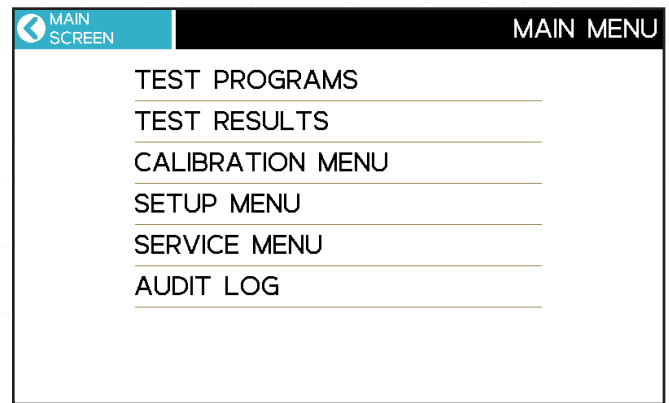 MAIN
SCREEN
MAIN MENU
TEST PROGRAMS
TEST RESULTS
CALIBRATION MENU
SETUP MENU
SERVICE MENU
AUDIT LOG